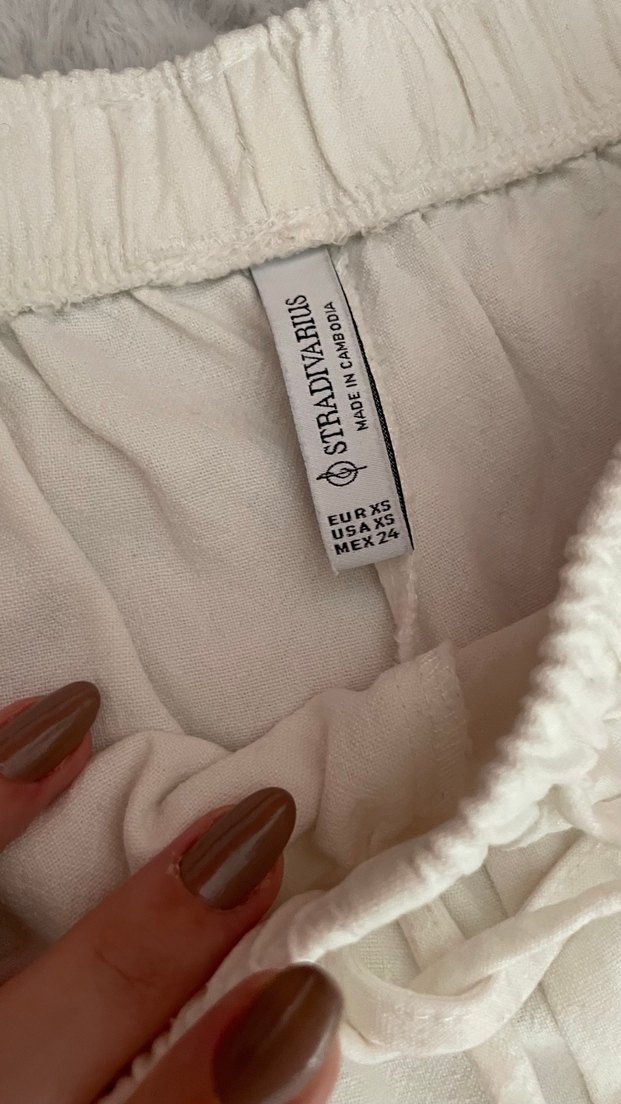 STRADIVARIUS
MADE IN CAMBODIA
EUR XS
USA XS
MEX 24